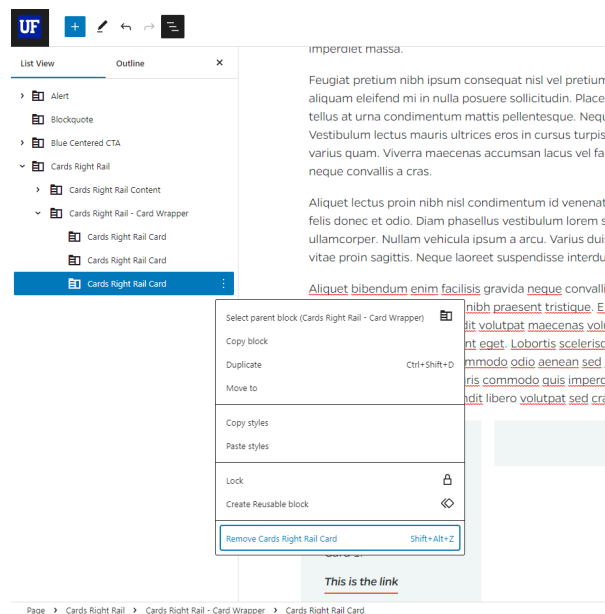 UF
List View
Outline
imperdiet massa.
Alert
Blockquote
Blue Centered CTA
Cards Right Rail
Cards Right Rail Content
Cards Right Rail - Card Wrapper
Cards Right Rail Card
Cards Right Rail Card
Cards Right Rail Card
Feugiat pretium nibh ipsum consequat nisl vel pretium
aliquam eleifend mi in nulla posuere sollicitudin. Place
tellus at urna condimentum mattis pellentesque. Nequ
Vestibulum lectus mauris ultrices eros in cursus turpis
varius quam. Viverra maecenas accumsan lacus vel fa
neque convallis a cras.
Aliquet lectus proin nibh nisl condimentum id venenat
felis donec et odio. Diam phasellus vestibulum lorem s
ullamcorper. Nullam vehicula ipsum a arcu. Varius dui
vitae proin sagittis. Neque laoreet suspendisse interdu
Aliquet bibendum enim facilisis gravida neque convalli
nibh praesent tristique. E
dit volutpat maecenas volu
nt eget. Lobortis scelerisq
mmodo odio aenean sed
ris commodo quis imperd
ndit libero volutpat sed cra
Select parent block (Cards Right Rail - Card Wrapper)
Copy block
Duplicate Ctrl+Shift+D
Move to
Copy styles
Paste styles
Lock
Create Reusable block
Remove Cards Right Rail Card Shift+Alt+Z
This is the link
Page > Cards Right Rail > Cards Right Rail - Card Wrapper > Cards Right Rail Card